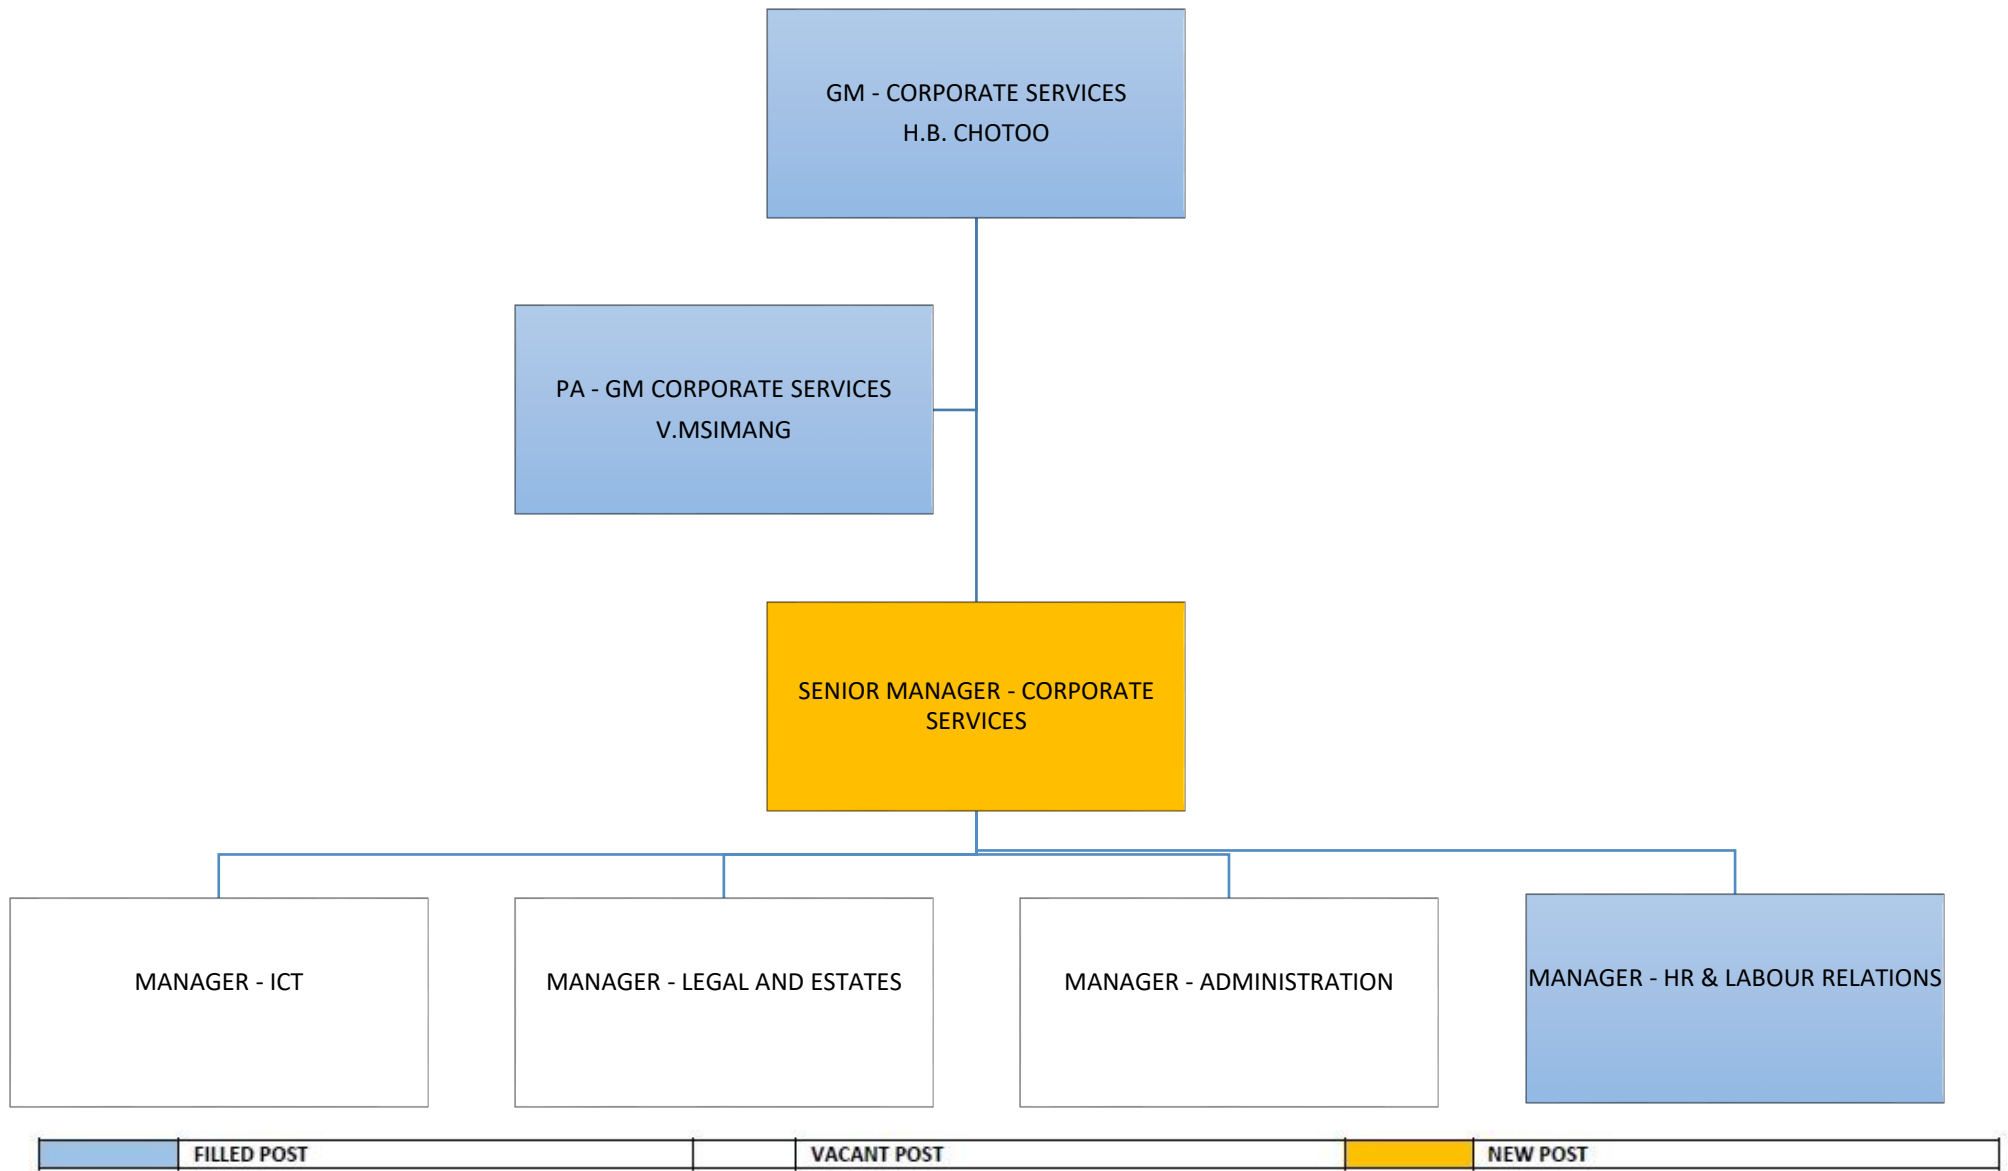 GM - CORPORATE SERVICES
H.B. CHOTOO
PA - GM CORPORATE SERVICES
V.MSIMANG
SENIOR MANAGER - CORPORATE
SERVICES
MANAGER - ICT
MANAGER - LEGAL AND ESTATES
MANAGER - ADMINISTRATION
MANAGER - HR & LABOUR RELATIONS
FILLED POST
VACANT POST
NEW POST